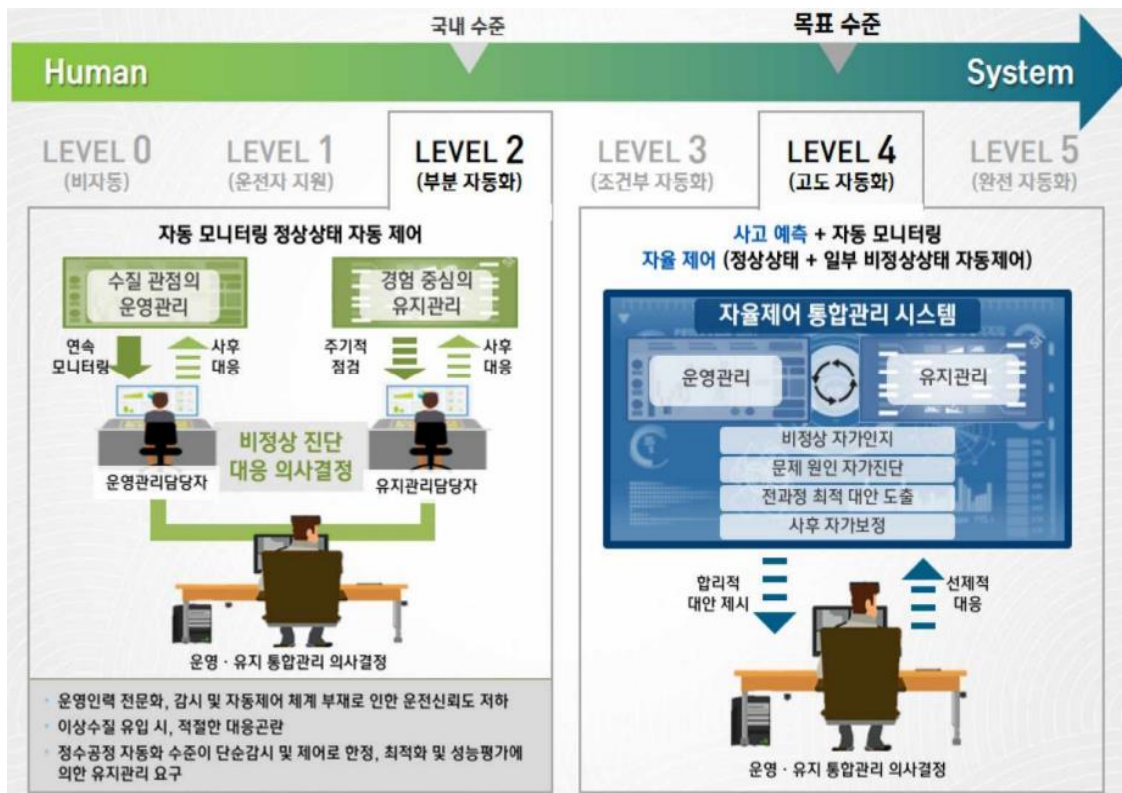 국내 수준
목표 수준
Human
System
LEVEL 0
(비자동)
LEVEL 1
(운전자 지원)
LEVEL 2
(부분 자동화)
LEVEL 3
(조건부 자동화)
LEVEL 4
(고도 자동화)
LEVEL 5
(완전 자동화)
자동 모니터링 정상상태 자동 제어
수질 관점의
운영관리
경험 중심의
유지관리
연속
모니터링
사후
대응
주기적
점검
사후
대응
비정상 진단
대응 의사결정
운영관리담당자
유지관리담당자
운영 · 유지 통합관리 의사결정
• 운영인력 전문화, 감시 및 자동제어 체계 부재로 인한 운전신뢰도 저하
• 이상수질 유입 시, 적절한 대응곤란
• 정수공정 자동화 수준이 단순감시 및 제어로 한정, 최적화 및 성능평가에
의한 유지관리 요구
사고 예측 + 자동 모니터링
자율 제어 (정상상태 + 일부 비정상상태 자동제어)
자율제어 통합관리 시스템
운영관리
유지관리
비정상 자가인지
문제 원인 자가진단
전과정 최적 대안 도출
사후 자가보정
합리적
대안 제시
선제적
대응
운영 · 유지 통합관리 의사결정